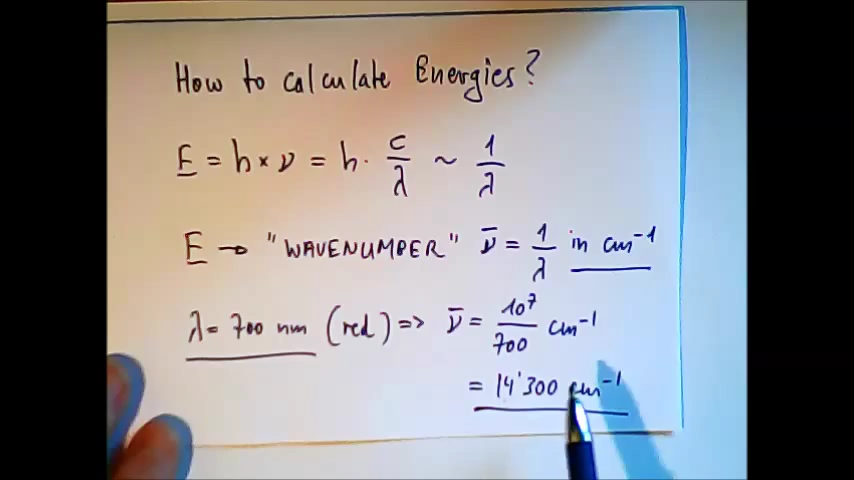 How to calculate Energies?
E = h × ν = h · c/λ ~ 1/λ
E → "WAVENUMBER" ν̄ = 1/λ in cm⁻¹
λ = 700 nm (red) => ν̄ = 10⁷/700 cm⁻¹
= 14'300 cm⁻¹